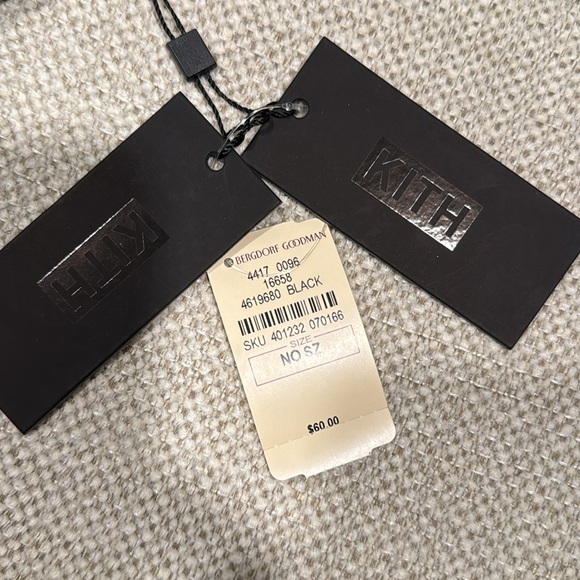 KITH
KITH
BERGDORF GOODMAN
4417 0096
16658
4619680 BLACK
SKU 401232 070166
SIZE
NO SZ
$60.00